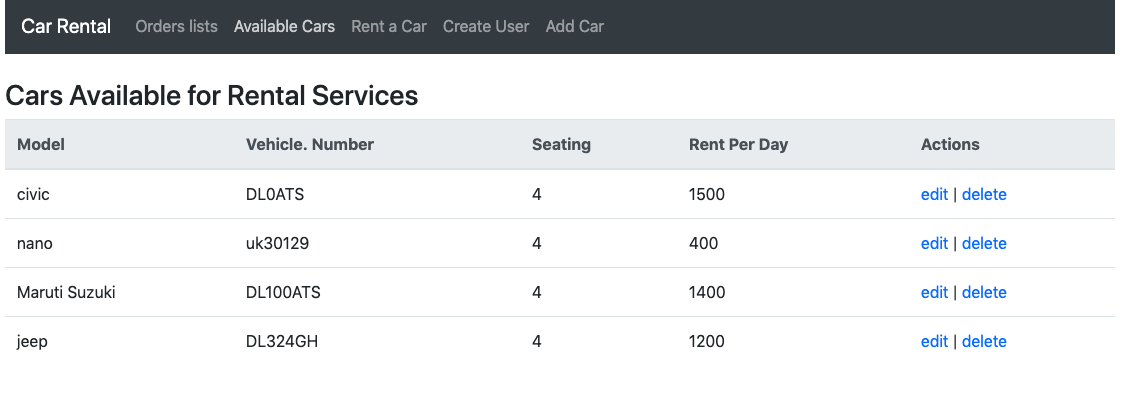 Car Rental Orders lists Available Cars Rent a Car Create User Add Car
Cars Available for Rental Services
Model Vehicle. Number Seating Rent Per Day Actions
civic DL0ATS 4 1500 edit | delete
nano uk30129 4 400 edit | delete
Maruti Suzuki DL100ATS 4 1400 edit | delete
jeep DL324GH 4 1200 edit | delete